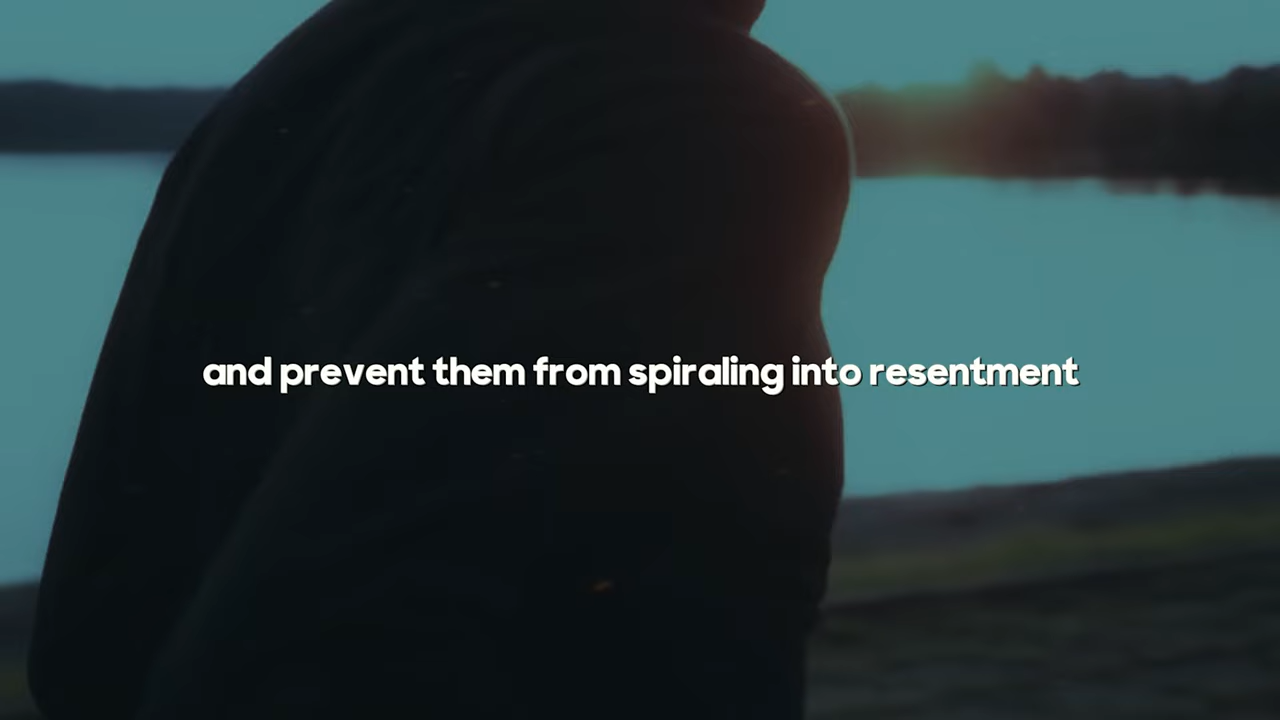 and prevent them from spiraling into resentment